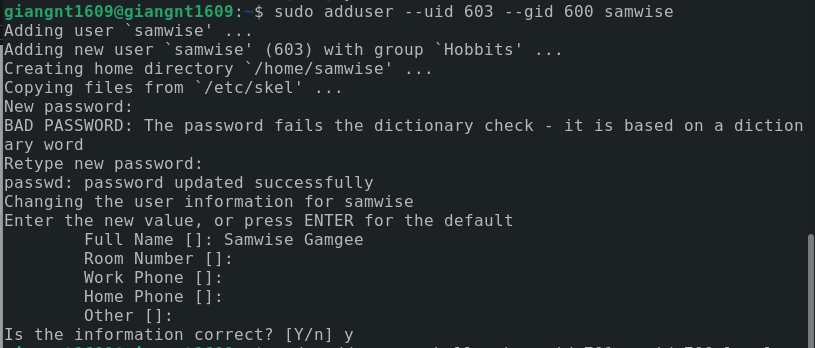 giangnt1609@giangnt1609:~$ sudo adduser --uid 603 --gid 600 samwise
Adding user `samwise' ...
Adding new user `samwise' (603) with group `Hobbits' ...
Creating home directory `/home/samwise' ...
Copying files from `/etc/skel' ...
New password:
BAD PASSWORD: The password fails the dictionary check - it is based on a diction
ary word
Retype new password:
passwd: password updated successfully
Changing the user information for samwise
Enter the new value, or press ENTER for the default
Full Name []: Samwise Gamgee
Room Number []:
Work Phone []:
Home Phone []:
Other []:
Is the information correct? [Y/n] y